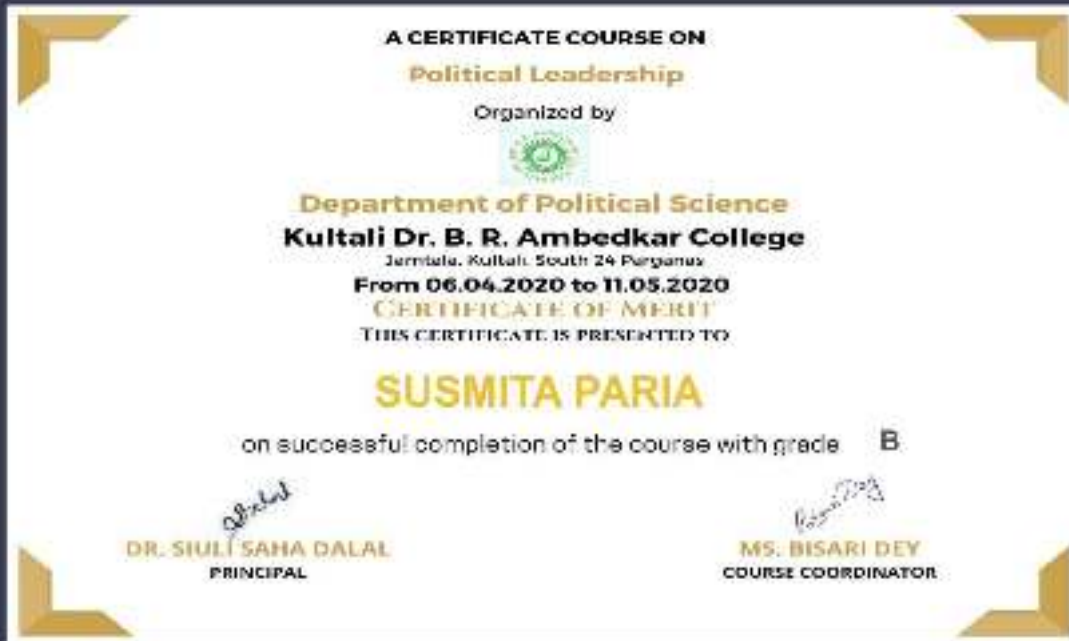 A CERTIFICATE COURSE ON
Political Leadership
Organized by
Department of Political Science
Kultali Dr. B. R. Ambedkar College
Jamtala, Kultali, South 24 Parganas
From 06.04.2020 to 11.05.2020
CERTIFICATE OF MERIT
THIS CERTIFICATE IS PRESENTED TO
SUSMITA PARIA
on successful completion of the course with grade B
DR. SIULI SAHA DALAL
PRINCIPAL
MS. BISARI DEY
COURSE COORDINATOR